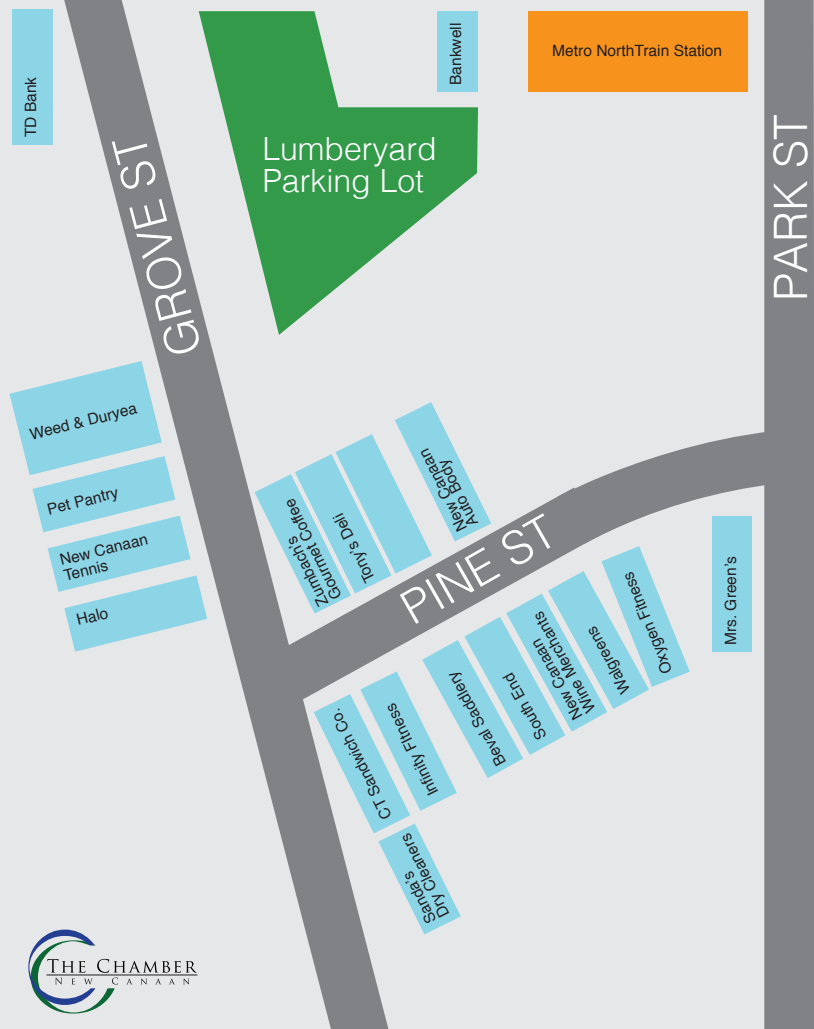 TD Bank
Bankwell
Metro NorthTrain Station
Lumberyard
Parking Lot
GROVE ST
PARK ST
Weed & Duryea
Pet Pantry
New Canaan
Tennis
Halo
Zumbach's
Gourmet Coffee
Tony's Deli
New Canaan
Auto Body
PINE ST
CT Sandwich Co.
Infinity FItness
Beval Saddlery
South End
New Canaan
Wine Merchants
Walgreens
Oxygen Fitness
Mrs. Green's
Sanda's
Dry Cleaners
THE CHAMBER
NEW CANAAN